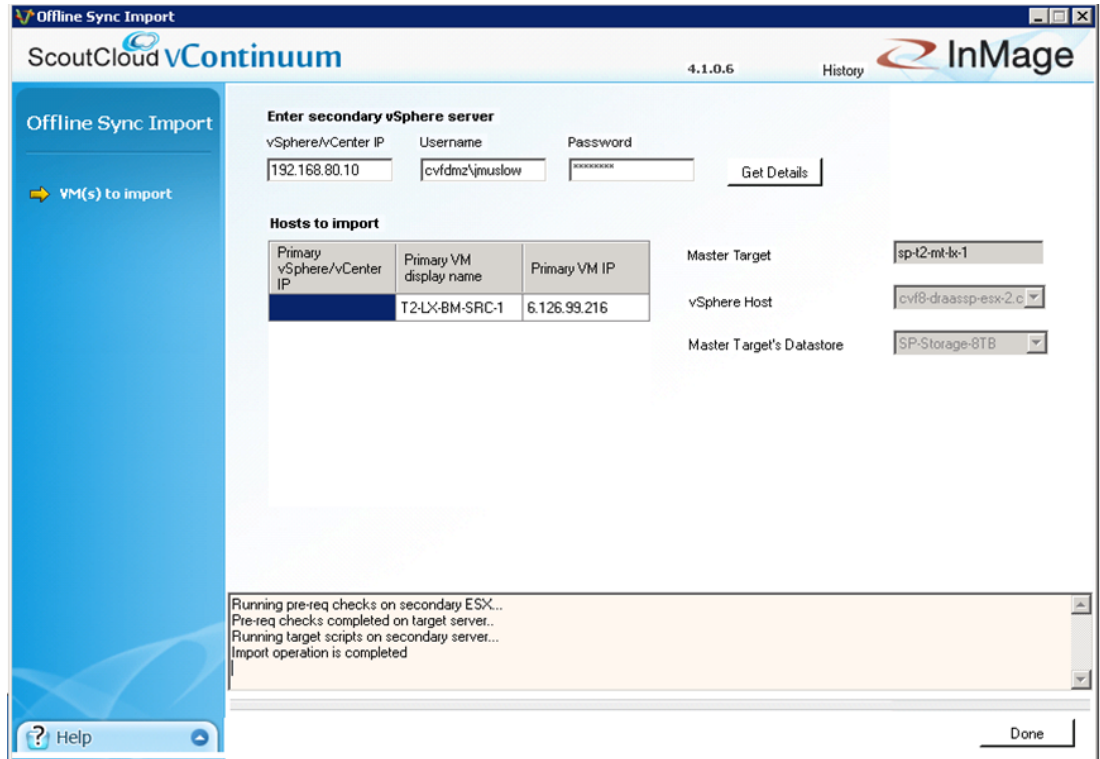 Offline Sync Import
ScoutCloud vContinuum
4.1.0.6
History
InMage
Offline Sync Import
VM(s) to import
Enter secondary vSphere server
vSphere/vCenter IP Username Password
192.168.80.10 cvfdmz\jmuslow ******** Get Details
Hosts to import
Primary vSphere/vCenter IP
Primary VM display name
Primary VM IP
T2-LX-BM-SRC-1 6.126.99.216
Master Target sp-t2-mt-lx-1
vSphere Host cvf8-draassp-esx-2.c
Master Target's Datastore SP-Storage-8TB
Running pre-req checks on secondary ESX...
Pre-req checks completed on target server..
Running target scripts on secondary server...
Import operation is completed
? Help
Done